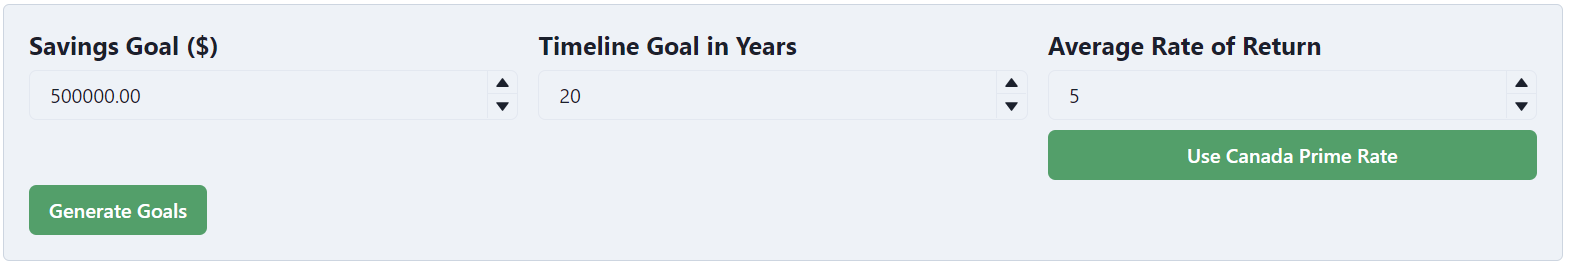 Savings Goal ($)
Timeline Goal in Years
Average Rate of Return
500000.00
20
5
Use Canada Prime Rate
Generate Goals